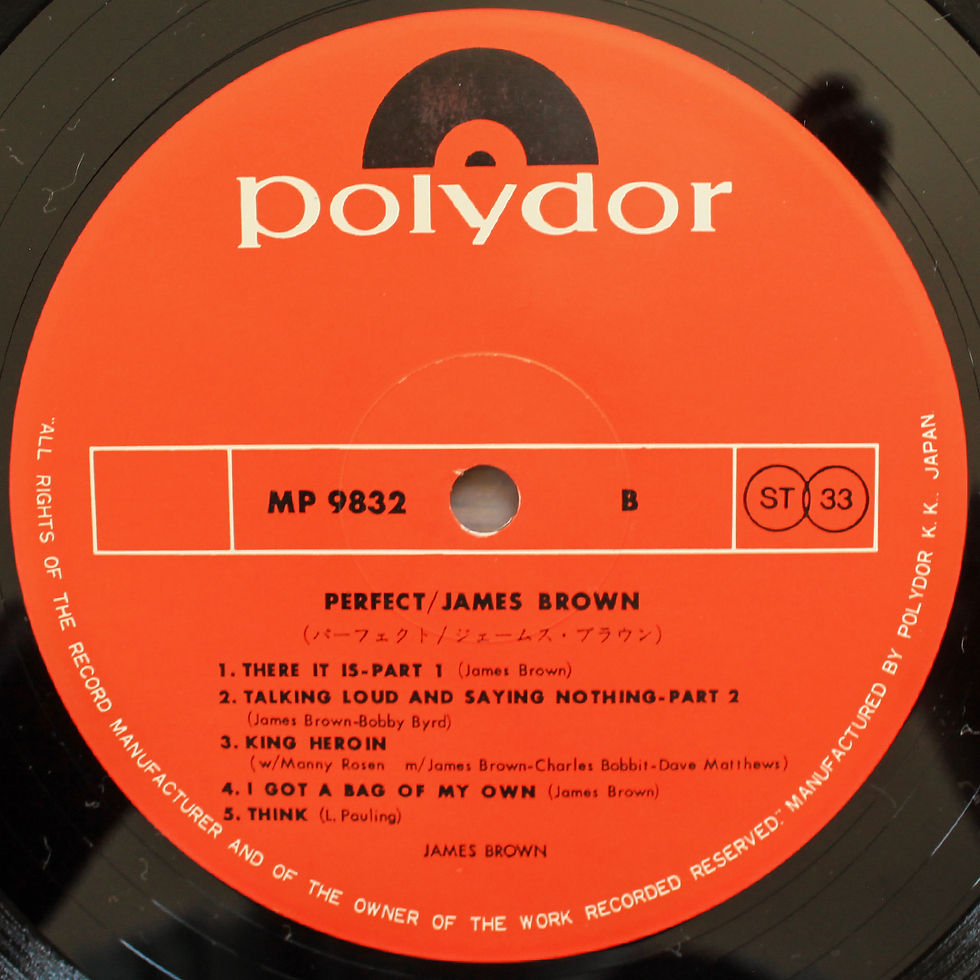 polydor
MP 9832
B
ST 33
PERFECT/JAMES BROWN
(パーフェクト/ジェームス・ブラウン)
1. THERE IT IS-PART 1 (James Brown)
2. TALKING LOUD AND SAYING NOTHING-PART 2
(James Brown-Bobby Byrd)
3. KING HEROIN
(w/Manny Rosen m/James Brown-Charles Bobbit-Dave Matthews)
4. I GOT A BAG OF MY OWN (James Brown)
5. THINK (L. Pauling)
JAMES BROWN
"ALL RIGHTS OF THE RECORD MANUFACTURER AND OF THE OWNER OF THE WORK RECORDED RESERVED." MANUFACTURED BY POLYDOR K. K., JAPAN